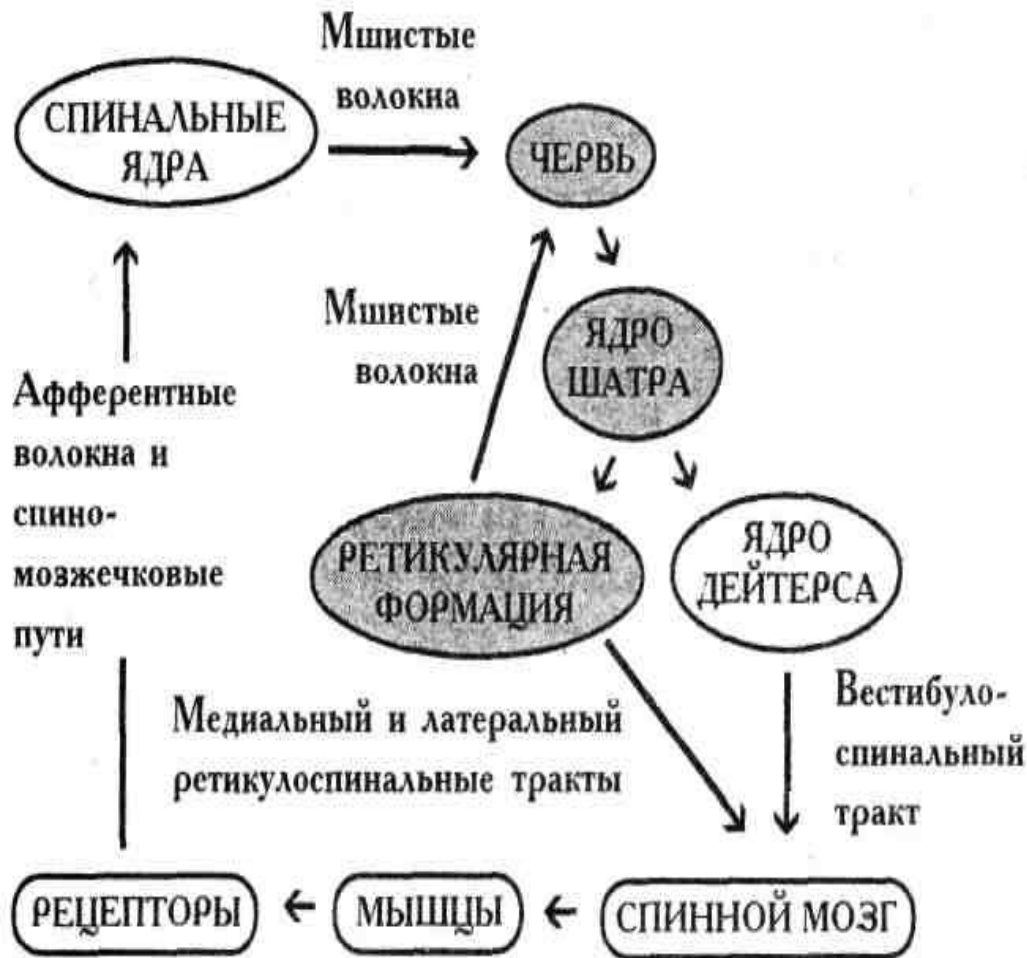 Мшистые
волокна
СПИНАЛЬНЫЕ
ЯДРА
ЧЕРВЬ
Мшистые
волокна
ЯДРО
ШАТРА
Афферентные
волокна и
спино-
мозжечковые
пути
РЕТИКУЛЯРНАЯ
ФОРМАЦИЯ
ЯДРО
ДЕЙТЕРСА
Медиальный и латеральный
ретикулоспинальные тракты
Вестибуло-
спинальный
тракт
РЕЦЕПТОРЫ
МЫШЦЫ
СПИННОЙ МОЗГ